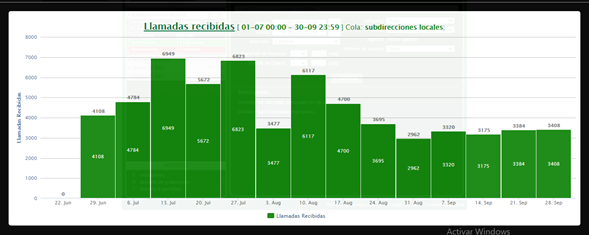 Llamadas recibidas [ 01-07 00:00 - 30-09 23:59 ] Cola: subdirecciones locales;
Llamadas Recibidas
8000
7000
6000
5000
4000
3000
2000
1000
0
0 4108 4784 6949 5672 6823 3477 6117 4700 3695 2962 3320 3175 3384 3408
4108 4784 6949 5672 6823 3477 6117 4700 3695 2962 3320 3175 3384 3408
22. Jun 29. Jun 6. Jul 13. Jul 20. Jul 27. Jul 3. Aug 10. Aug 17. Aug 24. Aug 31. Aug 7. Sep 14. Sep 21. Sep 28. Sep
Llamadas Recibidas
Activar Windows